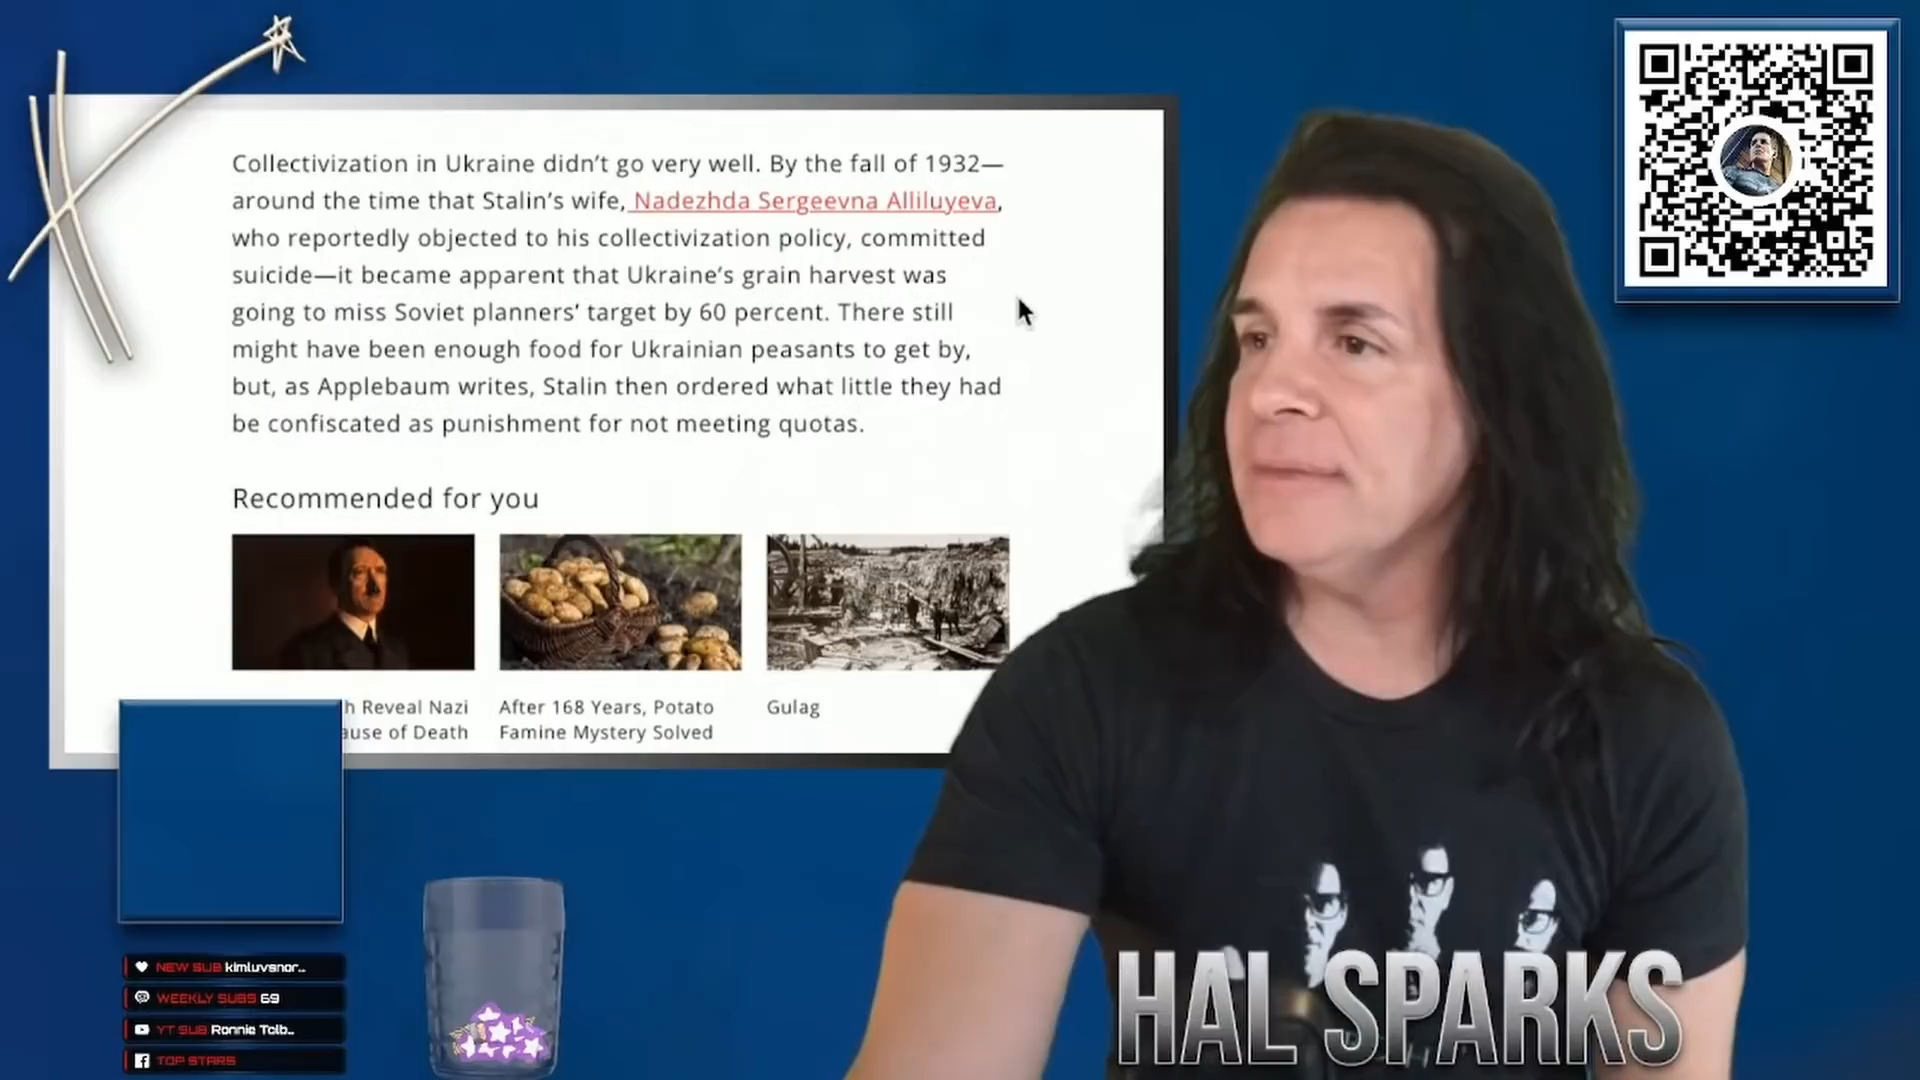 Collectivization in Ukraine didn’t go very well. By the fall of 1932—
around the time that Stalin’s wife, Nadezhda Sergeevna Alliluyeva,
who reportedly objected to his collectivization policy, committed
suicide—it became apparent that Ukraine’s grain harvest was
going to miss Soviet planners’ target by 60 percent. There still
might have been enough food for Ukrainian peasants to get by,
but, as Applebaum writes, Stalin then ordered what little they had
be confiscated as punishment for not meeting quotas.
Recommended for you
h Reveal Nazi
ause of Death
After 168 Years, Potato
Famine Mystery Solved
Gulag
NEW SUB kimluvsnor..
WEEKLY SUBS 69
YT SUB Ronnie Tolb..
TOP STARS
HAL SPARKS